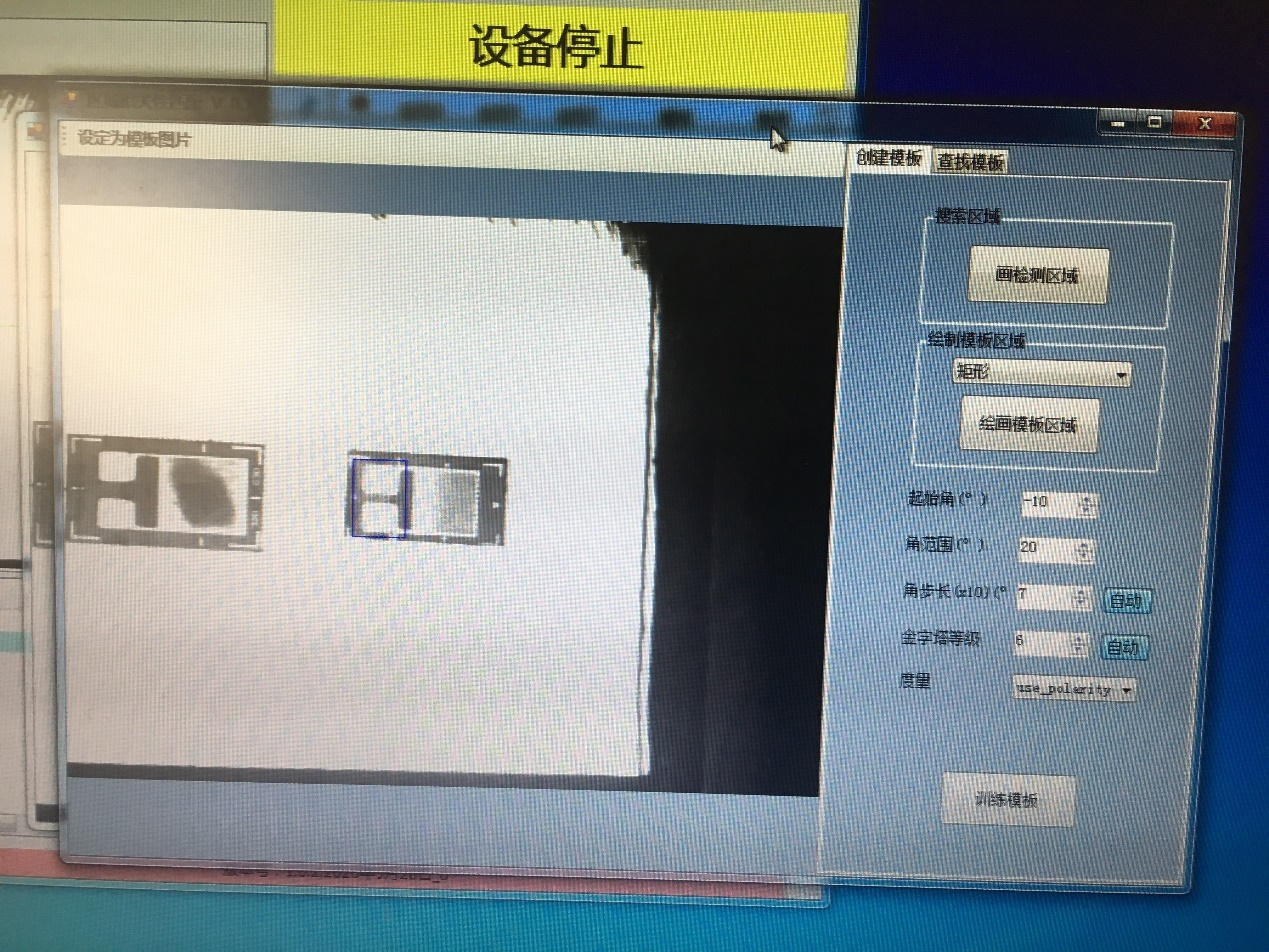 设备停止
设定为模板图片
创建模板
查找模板
搜索区域
画检测区域
绘制模板区域
矩形
绘画模板区域
起始角(° )
-10
角范围(° )
20
角步长(x10)(°
7
自动
金字塔等级
6
自动
度量
use_polarity
训练模板